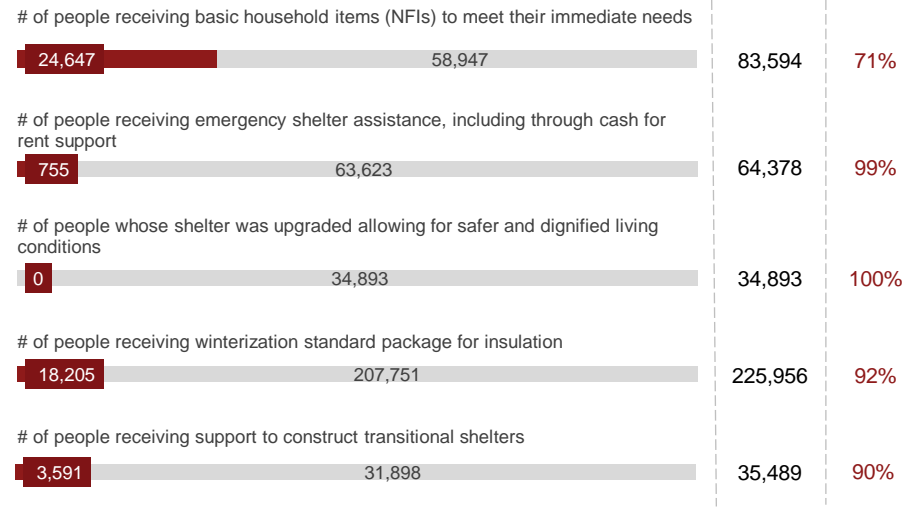 # of people receiving basic household items (NFIs) to meet their immediate needs
24,647 58,947 83,594 71%
# of people receiving emergency shelter assistance, including through cash for
rent support
755 63,623 64,378 99%
# of people whose shelter was upgraded allowing for safer and dignified living
conditions
0 34,893 34,893 100%
# of people receiving winterization standard package for insulation
18,205 207,751 225,956 92%
# of people receiving support to construct transitional shelters
3,591 31,898 35,489 90%